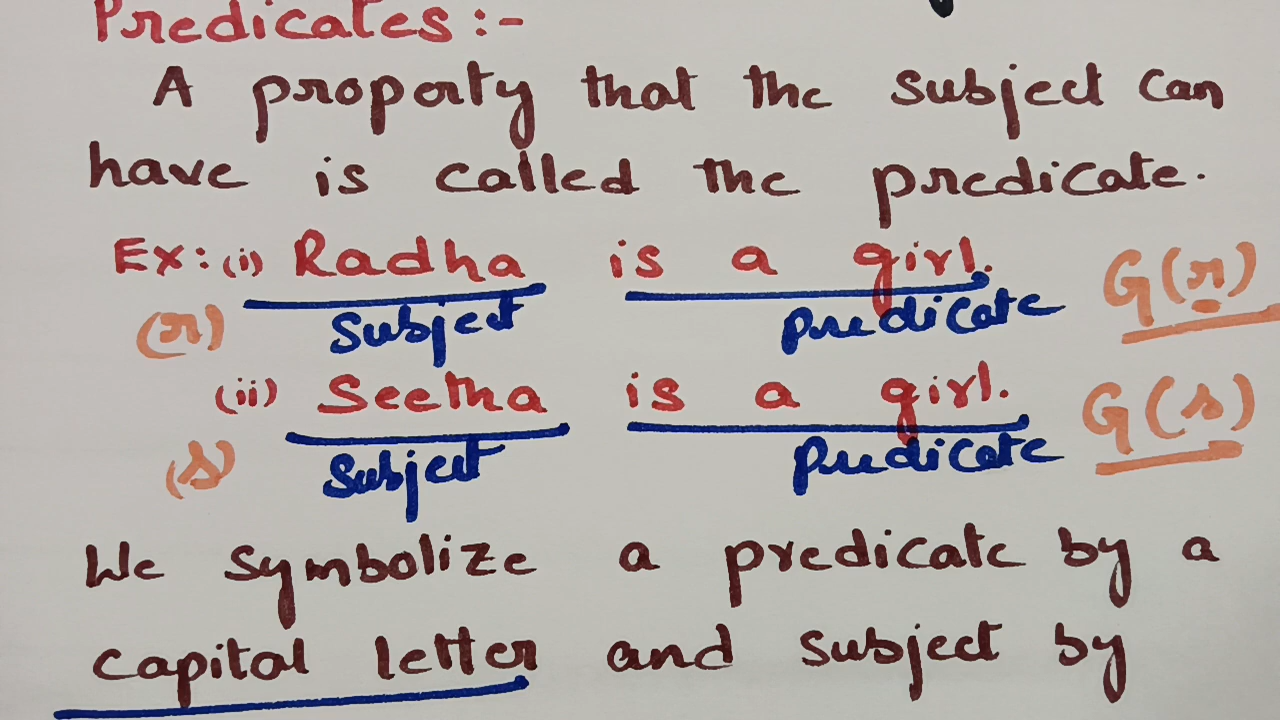 Predicates:-
A property that the subject can
have is called the predicate.
Ex: (i) Radha is a girl. G(r)
(r) Subject predicate
(ii) Seetha is a girl. G(s)
(s) Subject Predicate
We symbolize a predicate by a
capital letter and subject by